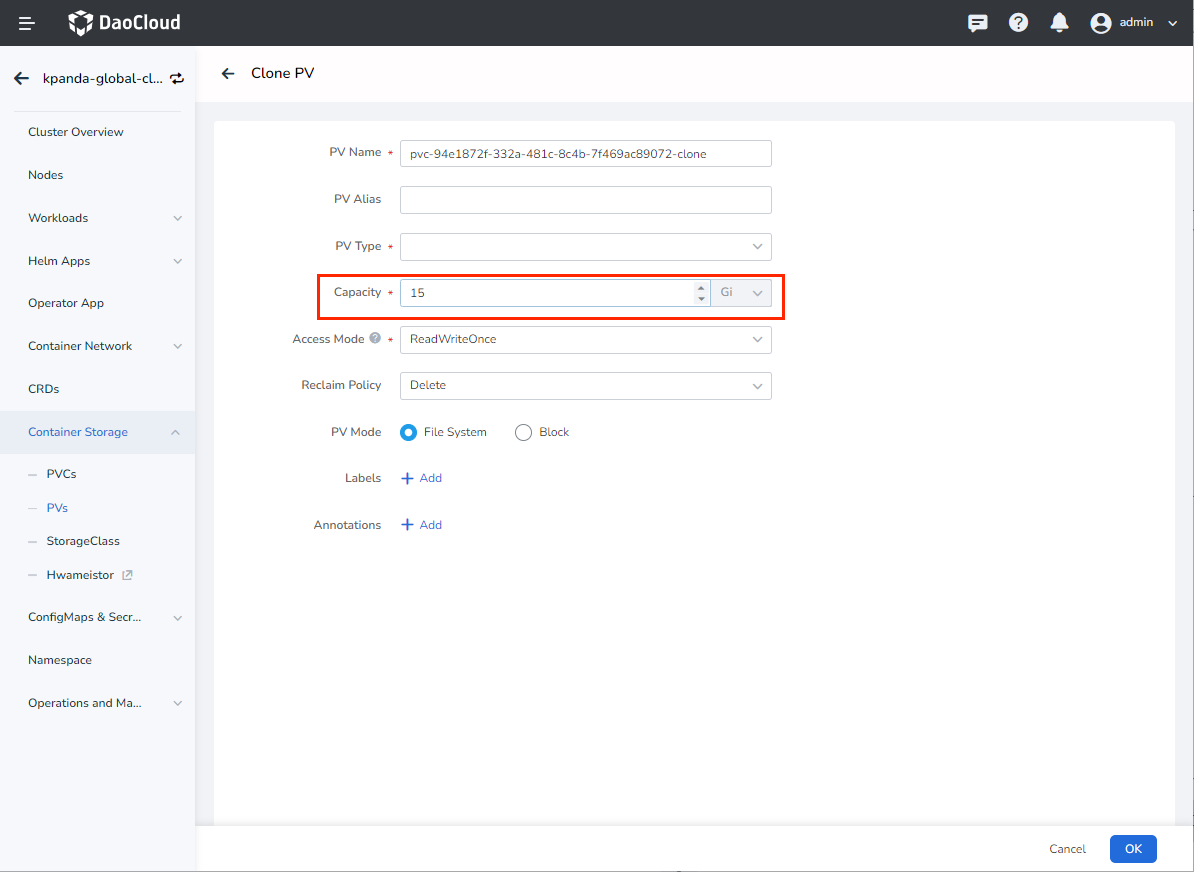 DaoCloud
admin
kpanda-global-cl...
Clone PV
Cluster Overview
Nodes
Workloads
Helm Apps
Operator App
Container Network
CRDs
Container Storage
PVCs
PVs
StorageClass
Hwameistor
ConfigMaps & Secr...
Namespace
Operations and Ma...
PV Name * pvc-94e1872f-332a-481c-8c4b-7f469ac89072-clone
PV Alias
PV Type *
Capacity * 15 Gi
Access Mode ? * ReadWriteOnce
Reclaim Policy Delete
PV Mode File System Block
Labels + Add
Annotations + Add
Cancel OK